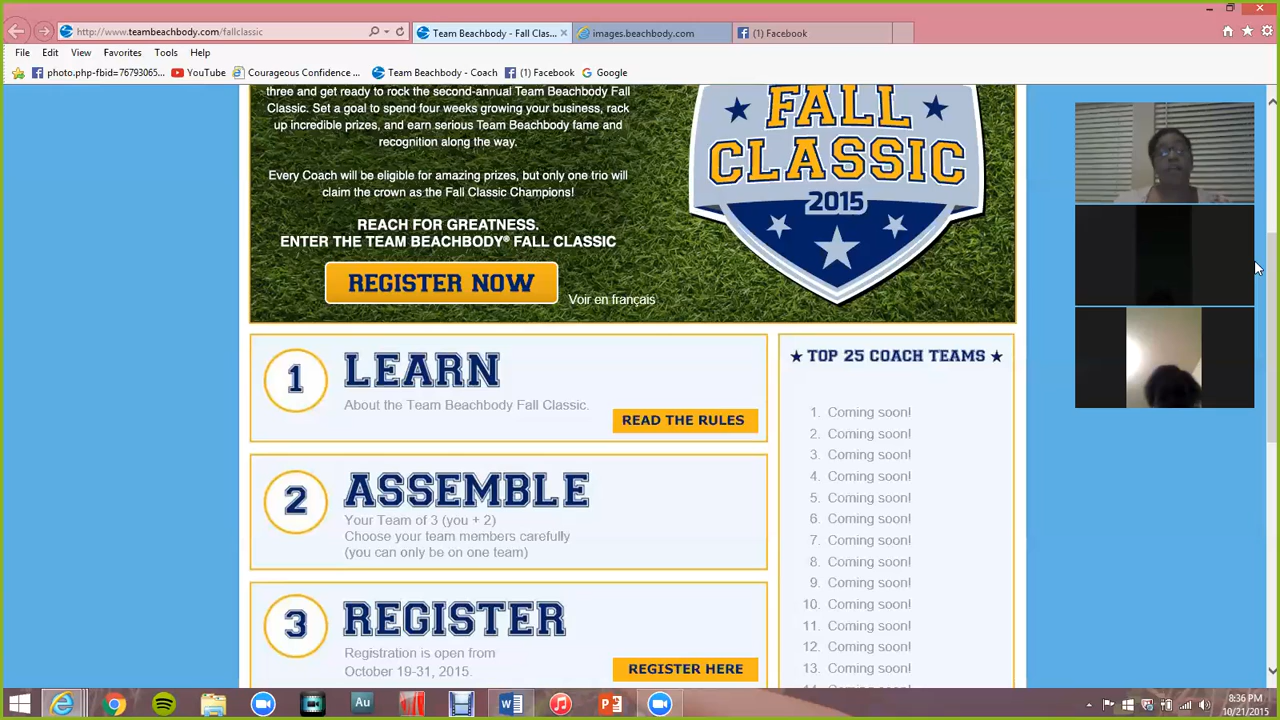 http://www.teambeachbody.com/fallclassic
Team Beachbody - Fall Clas...
images.beachbody.com
(1) Facebook
File Edit View Favorites Tools Help
photo.php-fbid=76793065...
YouTube
Courageous Confidence ...
Team Beachbody - Coach
(1) Facebook
Google
three and get ready to rock the second-annual Team Beachbody Fall
Classic. Set a goal to spend four weeks growing your business, rack
up incredible prizes, and earn serious Team Beachbody fame and
recognition along the way.
Every Coach will be eligible for amazing prizes, but only one trio will
claim the crown as the Fall Classic Champions!
REACH FOR GREATNESS.
ENTER THE TEAM BEACHBODY® FALL CLASSIC
REGISTER NOW
Voir en français
FALL
CLASSIC
2015
1 LEARN
About the Team Beachbody Fall Classic.
READ THE RULES
2 ASSEMBLE
Your Team of 3 (you + 2)
Choose your team members carefully
(you can only be on one team)
3 REGISTER
Registration is open from
October 19-31, 2015.
REGISTER HERE
★ TOP 25 COACH TEAMS ★
1. Coming soon!
2. Coming soon!
3. Coming soon!
4. Coming soon!
5. Coming soon!
6. Coming soon!
7. Coming soon!
8. Coming soon!
9. Coming soon!
10. Coming soon!
11. Coming soon!
12. Coming soon!
13. Coming soon!
Au
8:36 PM
10/21/2015